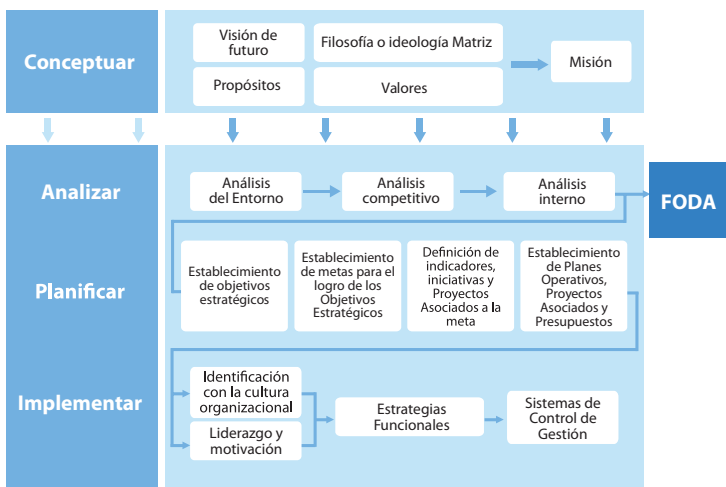 Conceptuar
Visión de
futuro
Filosofía o ideología Matriz
Propósitos
Valores
Misión
Analizar
Análisis
del Entorno
Análisis
competitivo
Análisis
interno
FODA
Planificar
Establecimiento
de objetivos
estratégicos
Establecimiento
de metas para el
logro de los
Objetivos
Estratégicos
Definición de
indicadores,
iniciativas y
Proyectos
Asociados a la
meta
Establecimiento
de Planes
Operativos,
Proyectos
Asociados y
Presupuestos
Implementar
Identificación
con la cultura
organizacional
Liderazgo y
motivación
Estrategias
Funcionales
Sistemas de
Control de
Gestión